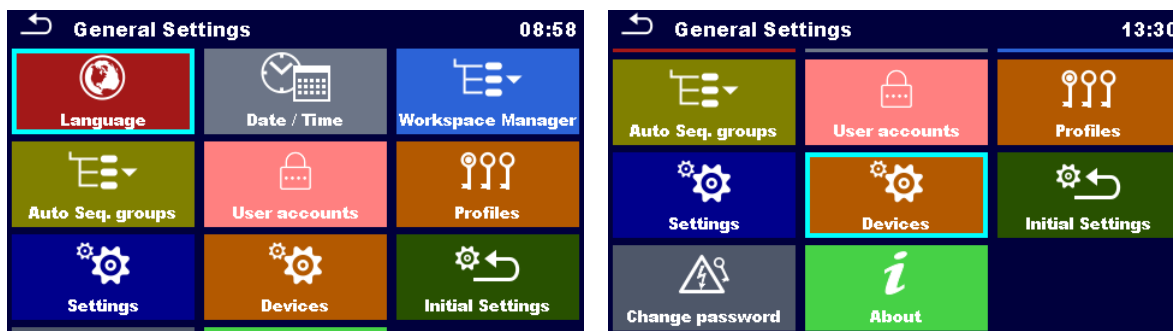 General Settings 08:58
Language Date / Time Workspace Manager
Auto Seq. groups User accounts Profiles
Settings Devices Initial Settings
General Settings 13:30
Auto Seq. groups User accounts Profiles
Settings Devices Initial Settings
Change password About